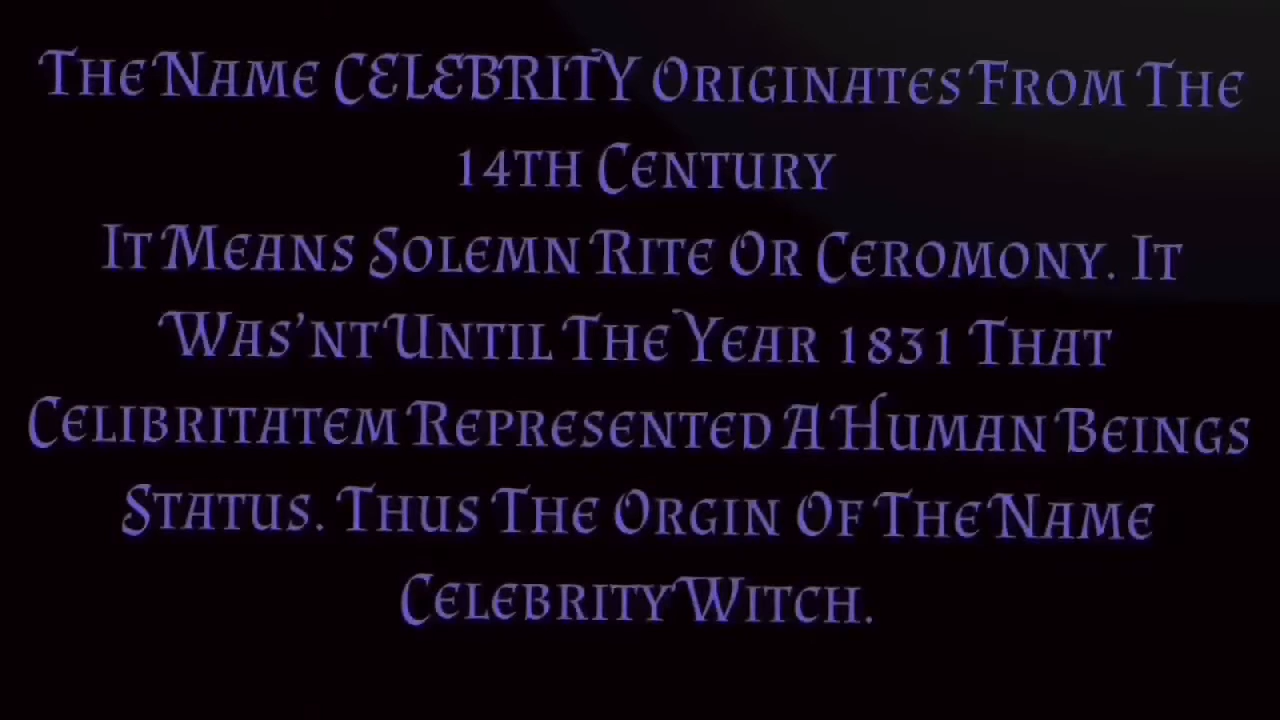 The Name CELEBRITY Originates From The
14th Century
It Means Solemn Rite Or Ceromony. It
Was'nt Until The Year 1831 That
Celibritatem Represented A Human Beings
Status. Thus The Orgin Of The Name
Celebrity Witch.